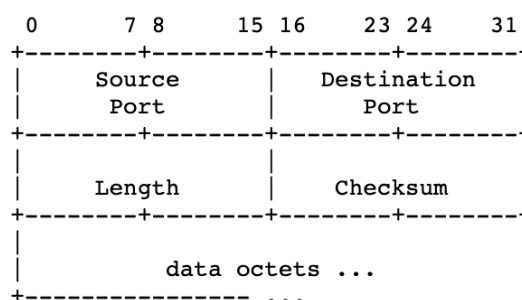 0 7 8 15 16 23 24 31
+--------+--------+--------+--------
| Source | Destination
| Port | Port
+--------+--------+--------+--------
|        |
| Length | Checksum
+--------+--------+--------+--------
|
| data octets ...
+---------------- ...